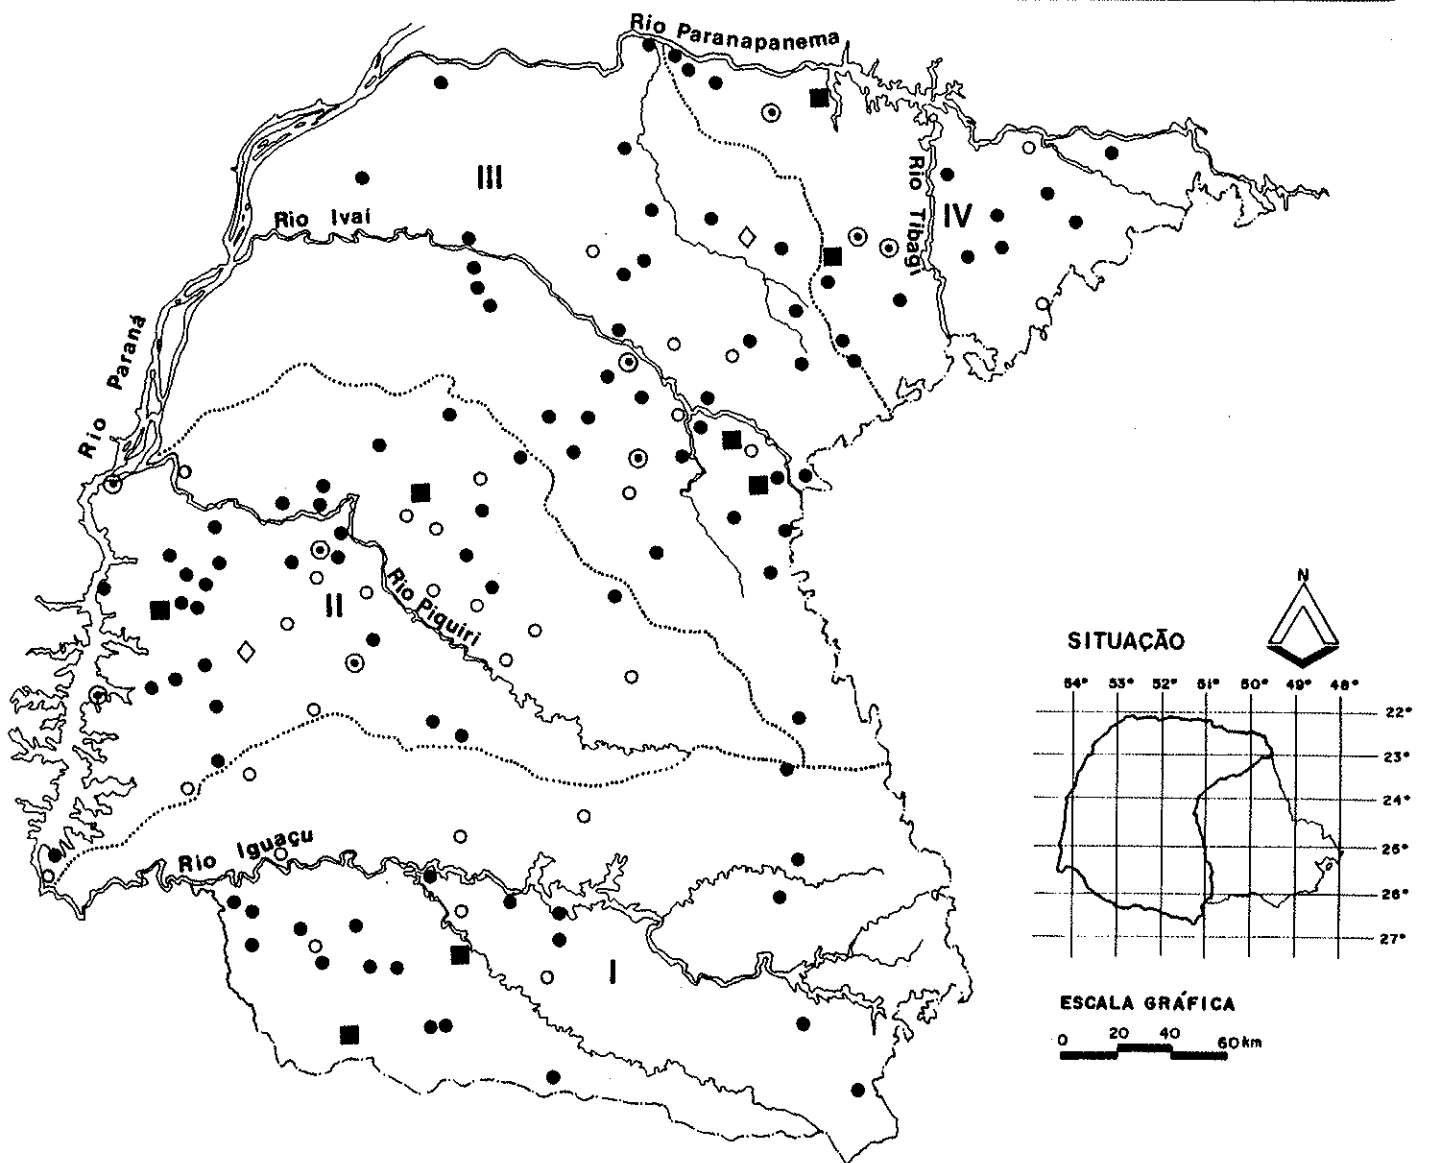 Rio Paranapanema
III
Rio Ivaí
Rio Tibagi
IV
Rio Paraná
II
Rio Piquiri
Rio Iguaçu
I
N
SITUAÇÃO
54° 53° 52° 51° 50° 49° 48°
22°
23°
24°
25°
26°
27°
ESCALA GRÁFICA
0 20 40 60 km